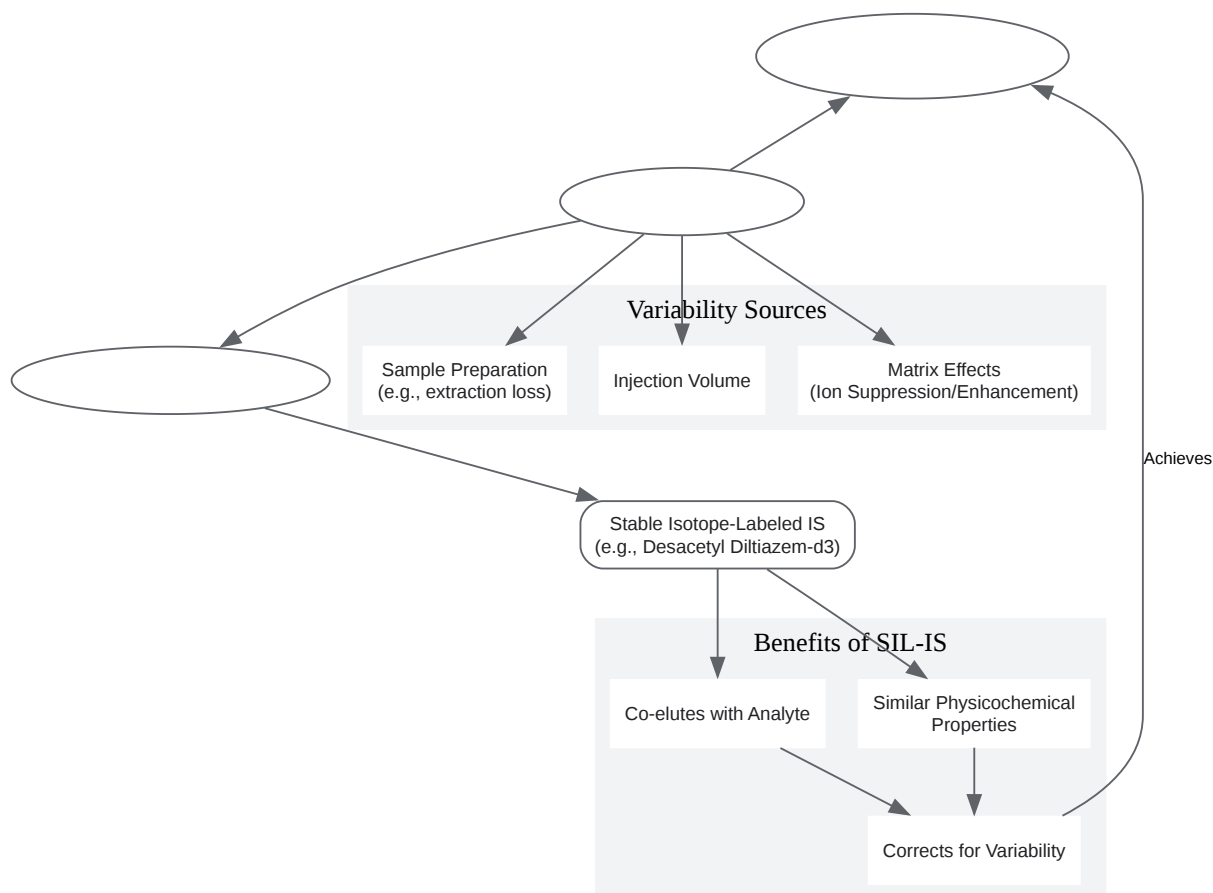 Variability Sources
Sample Preparation
(e.g., extraction loss)
Injection Volume
Matrix Effects
(Ion Suppression/Enhancement)
Achieves
Stable Isotope-Labeled IS
(e.g., Desacetyl Diltiazem-d3)
Benefits of SIL-IS
Co-elutes with Analyte
Similar Physicochemical
Properties
Corrects for Variability